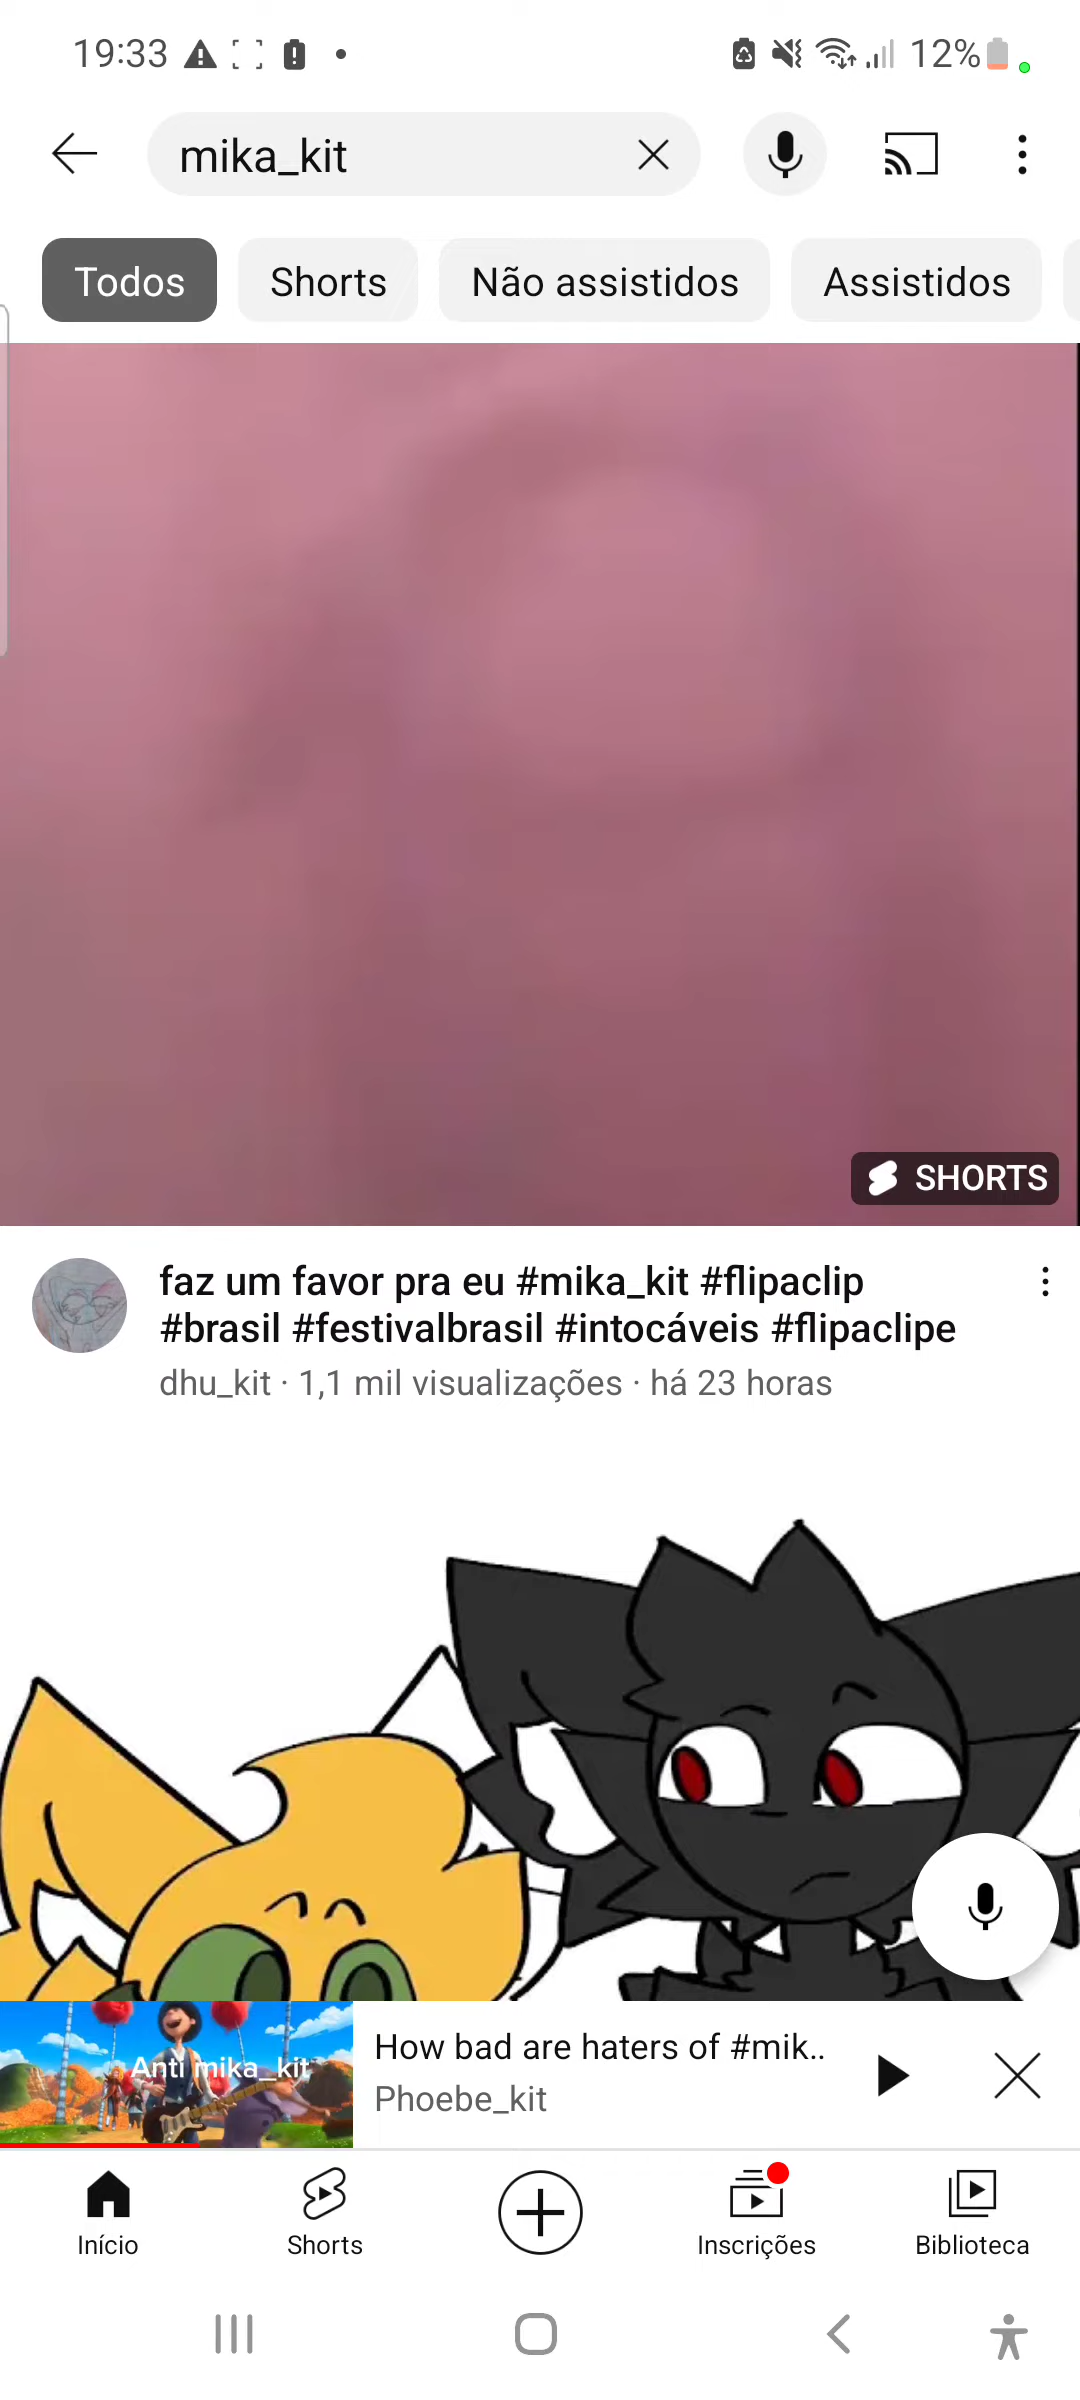 19:33
12%
mika_kit
Todos
Shorts
Não assistidos
Assistidos
SHORTS
faz um favor pra eu #mika_kit #flipaclip
#brasil #festivalbrasil #intocáveis #flipaclipe
dhu_kit · 1,1 mil visualizações · há 23 horas
Anti mika_kit
How bad are haters of #mik..
Phoebe_kit
Início
Shorts
Inscrições
Biblioteca